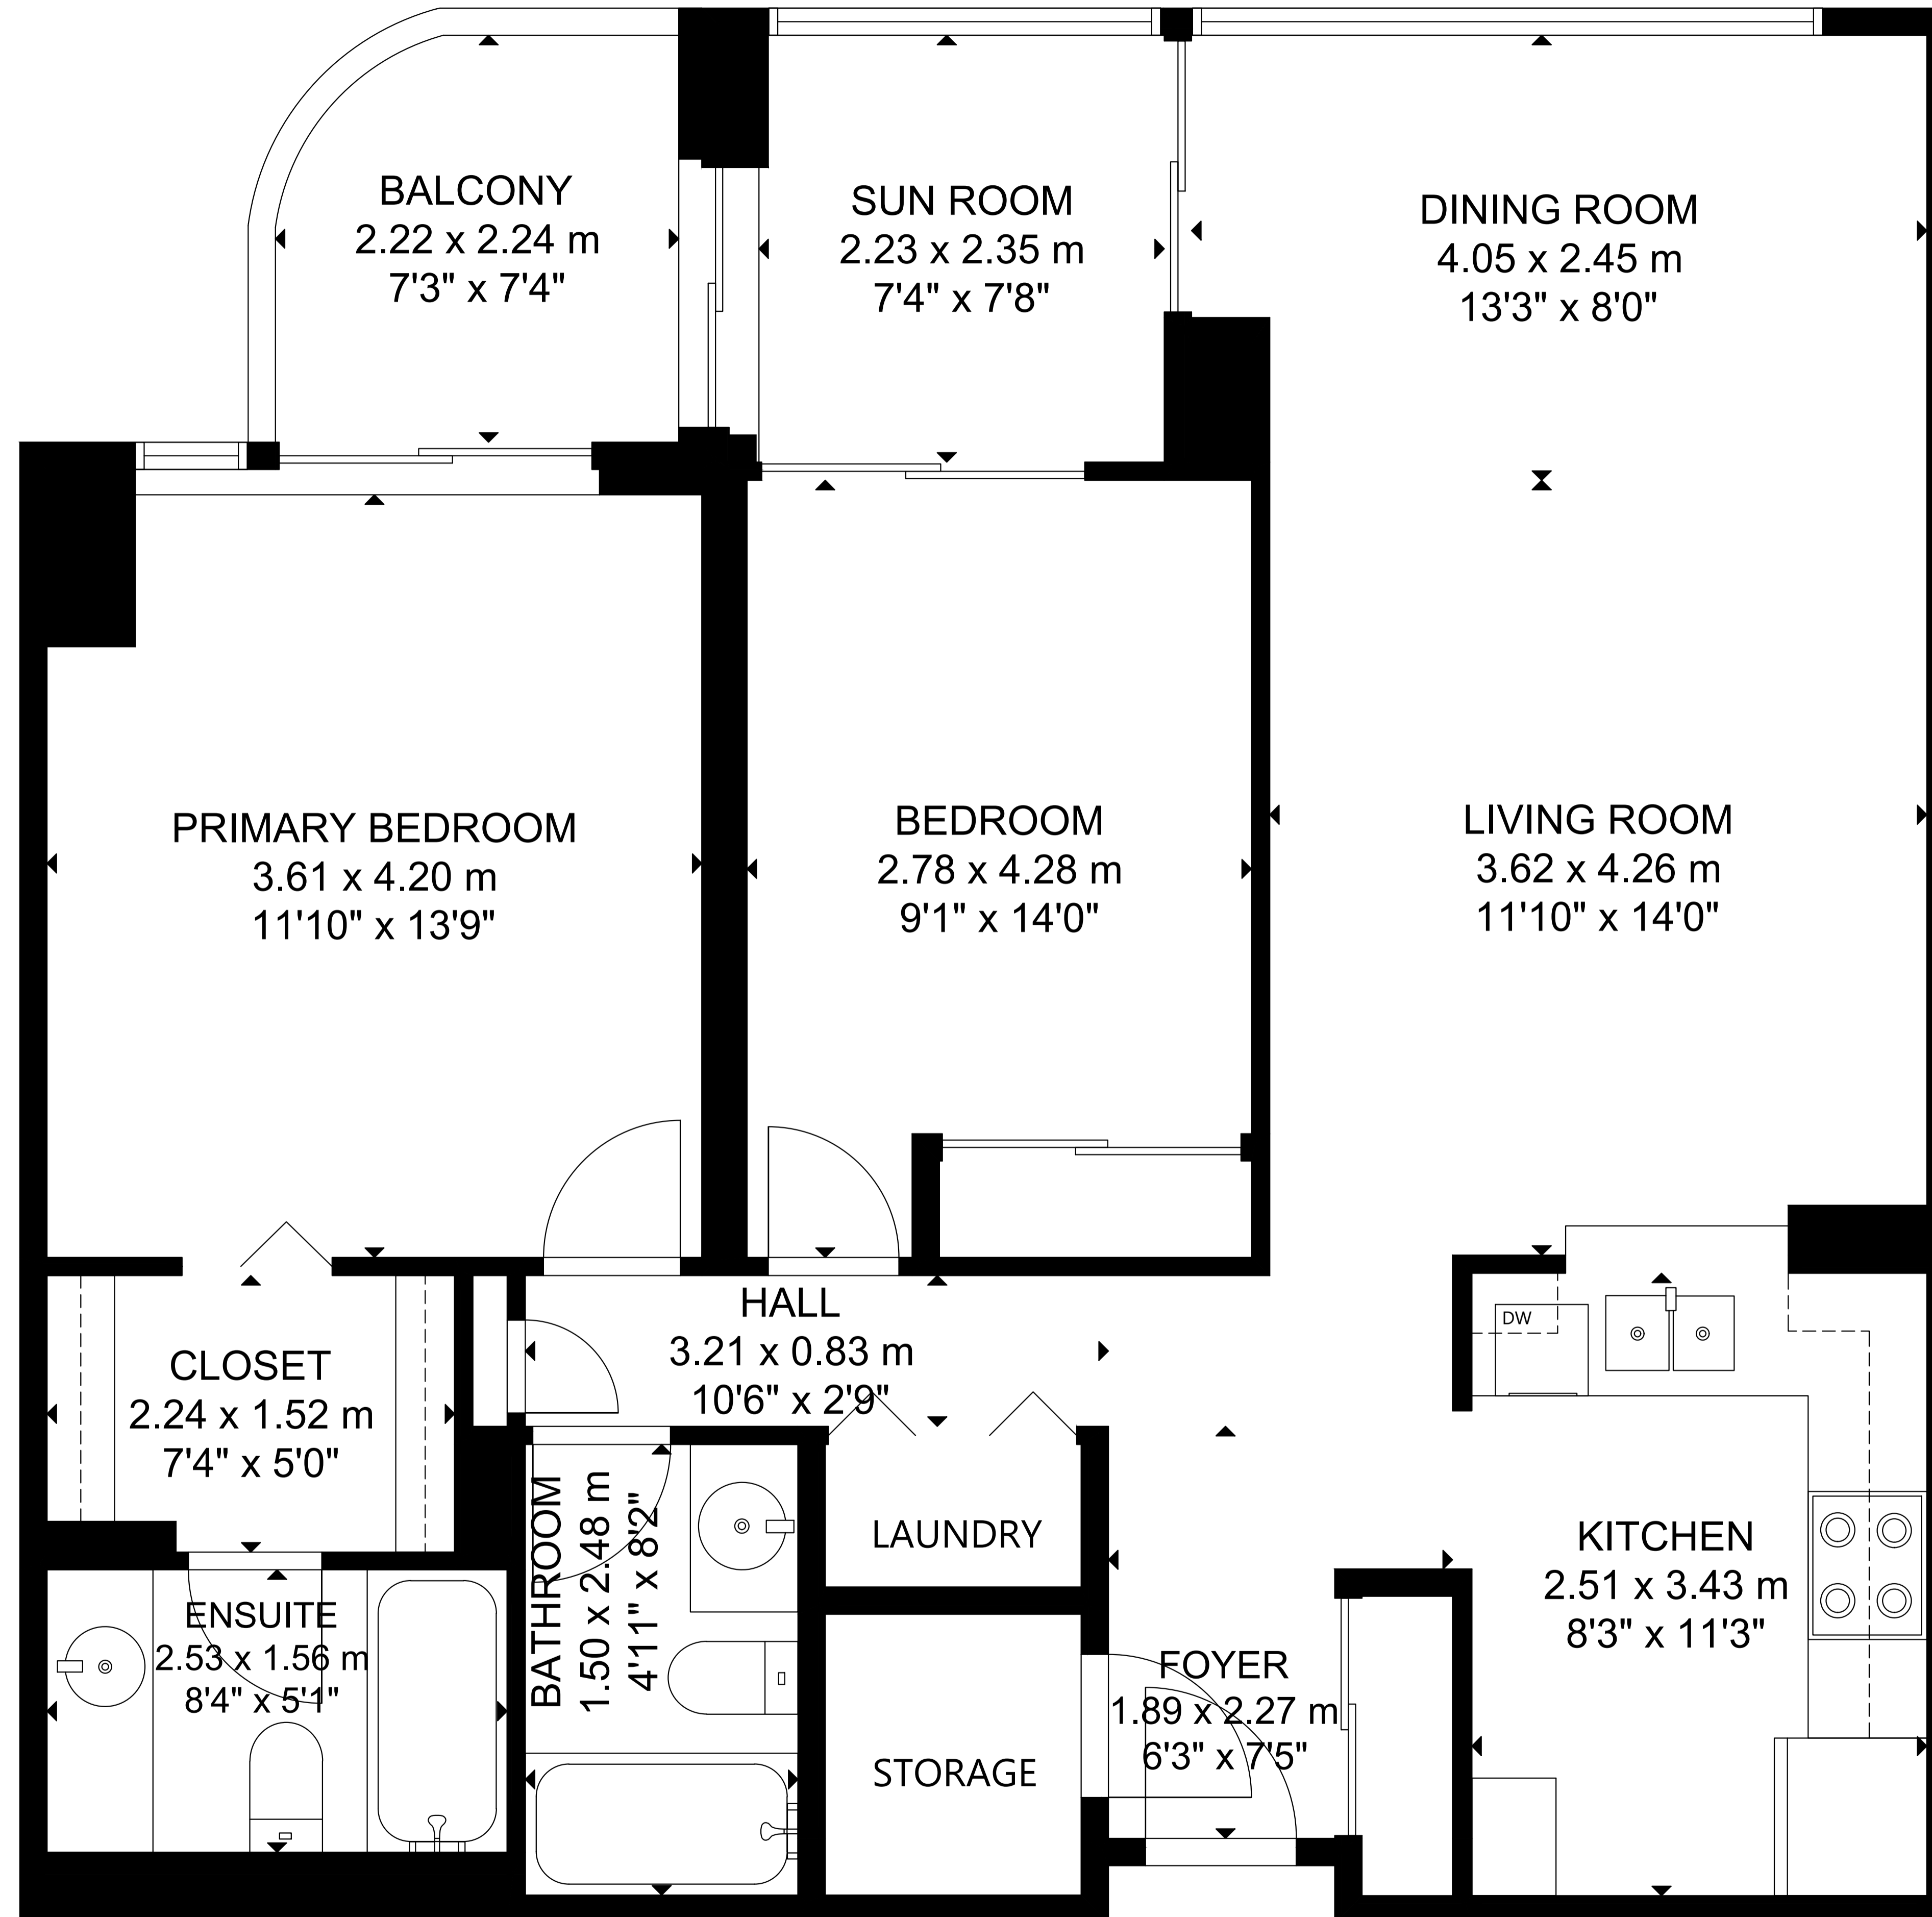 BALCONY
2.22 x 2.24 m
7'3" x 7'4"
SUN ROOM
2.23 x 2.35 m
7'4" x 7'8"
DINING ROOM
4.05 x 2.45 m
13'3" x 8'0"
PRIMARY BEDROOM
3.61 x 4.20 m
11'10" x 13'9"
BEDROOM
2.78 x 4.28 m
9'1" x 14'0"
LIVING ROOM
3.62 x 4.26 m
11'10" x 14'0"
HALL
3.21 x 0.83 m
10'6" x 2'9"
DW
CLOSET
2.24 x 1.52 m
7'4" x 5'0"
BATHROOM
1.50 x 2.48 m
4'11" x 8'2"
LAUNDRY
KITCHEN
2.51 x 3.43 m
8'3" x 11'3"
ENSUITE
2.53 x 1.56 m
8'4" x 5'1"
FOYER
1.89 x 2.27 m
6'3" x 7'5"
STORAGE